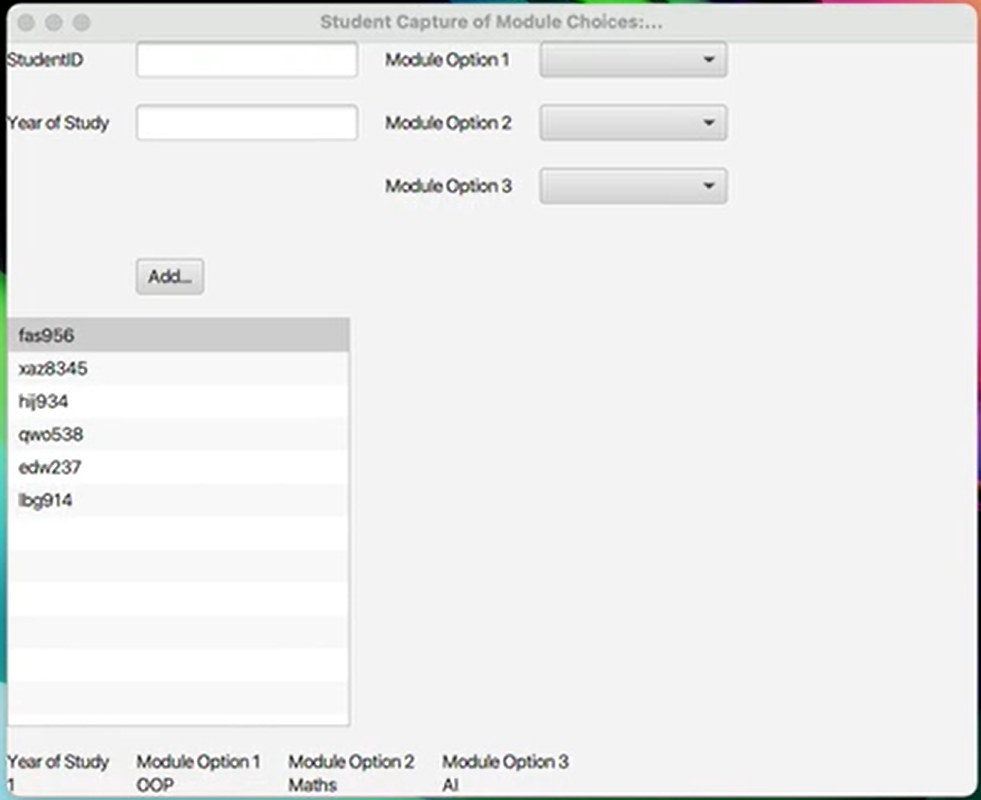 Student Capture of Module Choices:...
StudentID
Module Option 1
Year of Study
Module Option 2
Module Option 3
Add...
fas956
xaz8345
hij934
qwo538
edw237
lbg914
Year of Study Module Option 1 Module Option 2 Module Option 3
1 OOP Maths AI